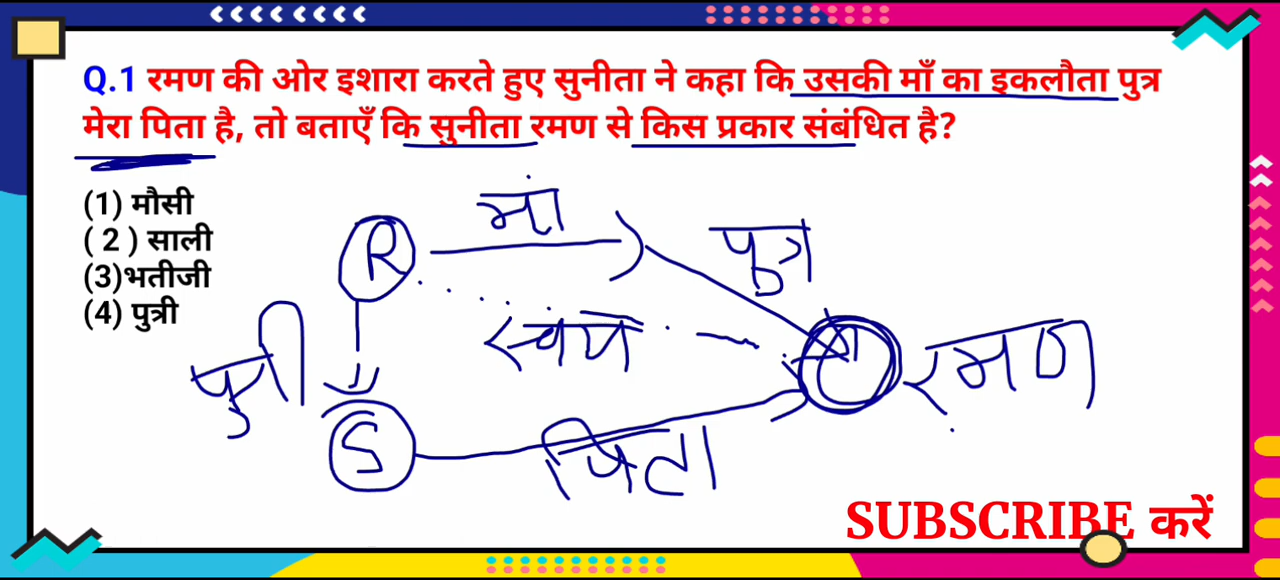 Q.1 रमण की ओर इशारा करते हुए सुनीता ने कहा कि उसकी माँ का इकलौता पुत्र
मेरा पिता है, तो बताएँ कि सुनीता रमण से किस प्रकार संबंधित है?
(1) मौसी
( 2 ) साली
(3)भतीजी
(4) पुत्री
मां
R
पुत्र
स्वयं
रमण
पुत्री
S
पिता
SUBSCRIBE करें